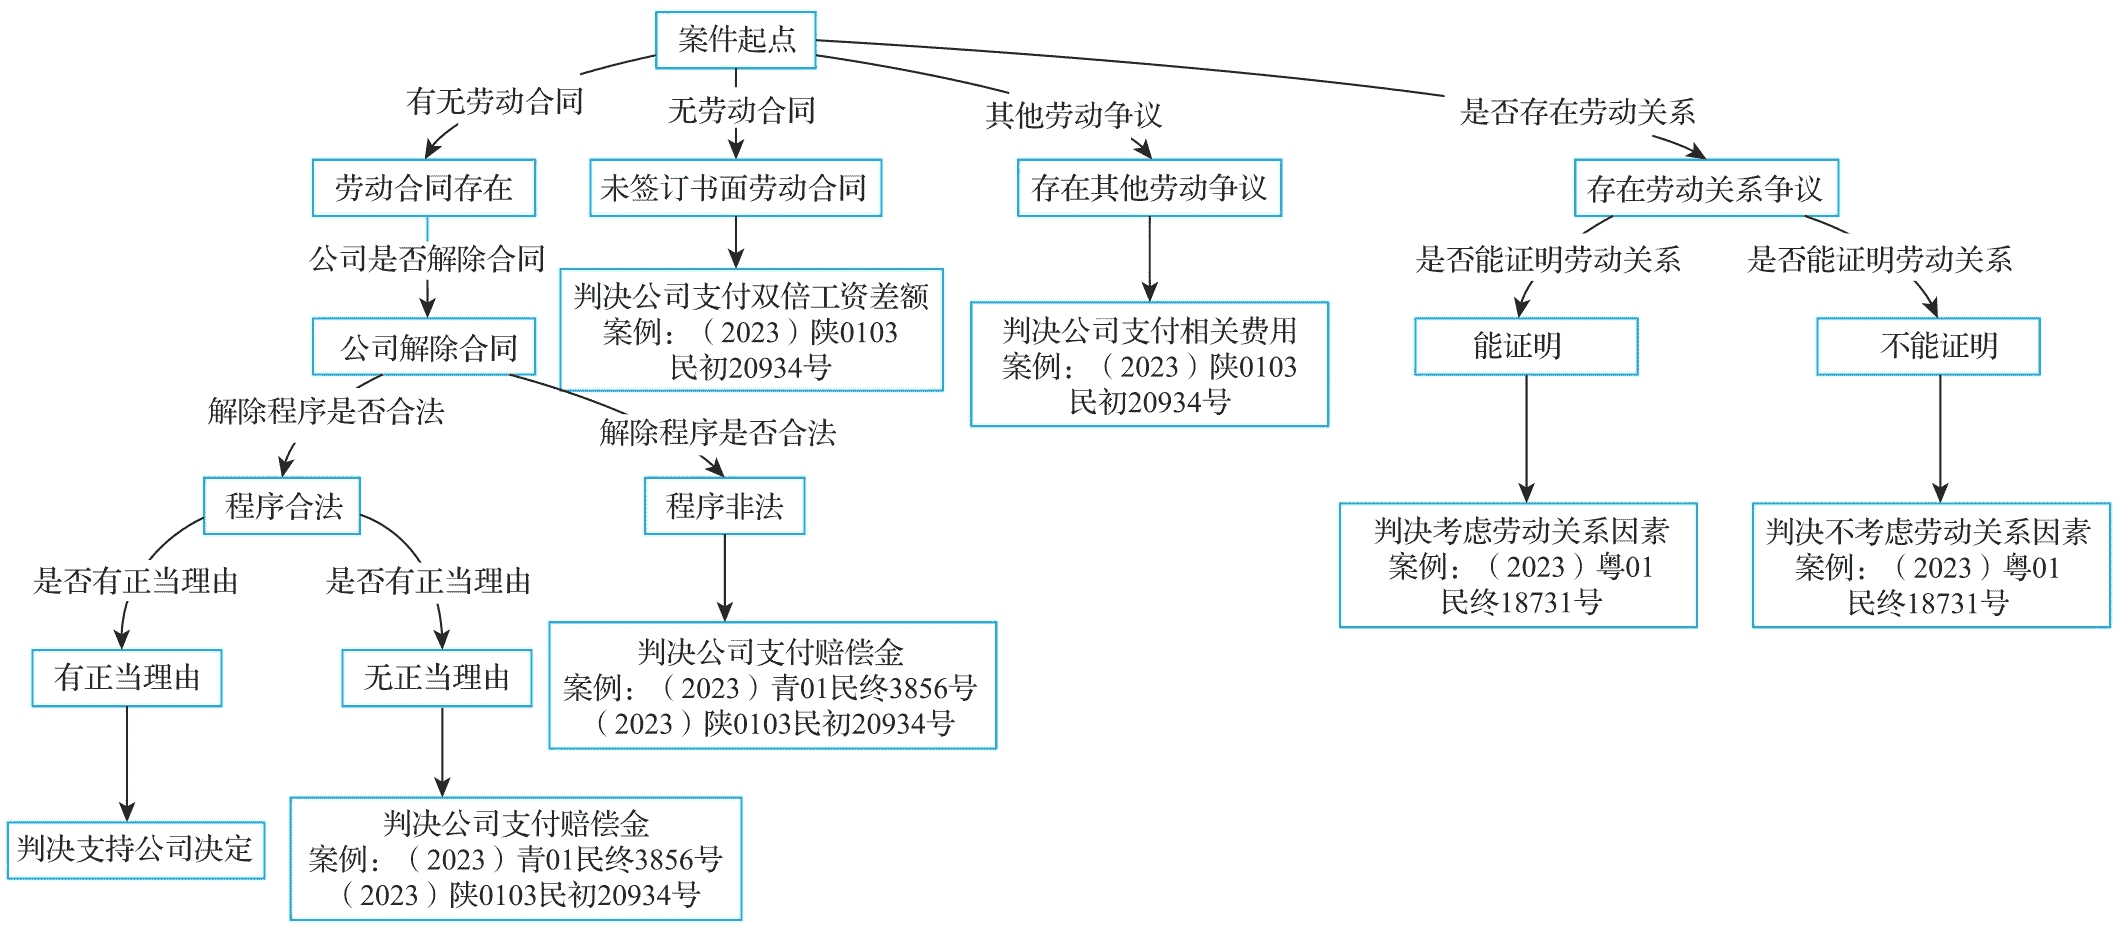 案件起点
有无劳动合同
无劳动合同
其他劳动争议
是否存在劳动关系
劳动合同存在
未签订书面劳动合同
存在其他劳动争议
存在劳动关系争议
公司是否解除合同
是否能证明劳动关系
是否能证明劳动关系
判决公司支付双倍工资差额
案例：（2023）陕0103
民初20934号
判决公司支付相关费用
案例：（2023）陕0103
民初20934号
公司解除合同
能证明
不能证明
解除程序是否合法
解除程序是否合法
程序合法
程序非法
判决考虑劳动关系因素
案例：（2023）粤01
民终18731号
判决不考虑劳动关系因素
案例：（2023）粤01
民终18731号
是否有正当理由
是否有正当理由
有正当理由
无正当理由
判决公司支付赔偿金
案例：（2023）青01民终3856号
（2023）陕0103民初20934号
判决支持公司决定
判决公司支付赔偿金
案例：（2023）青01民终3856号
（2023）陕0103民初20934号